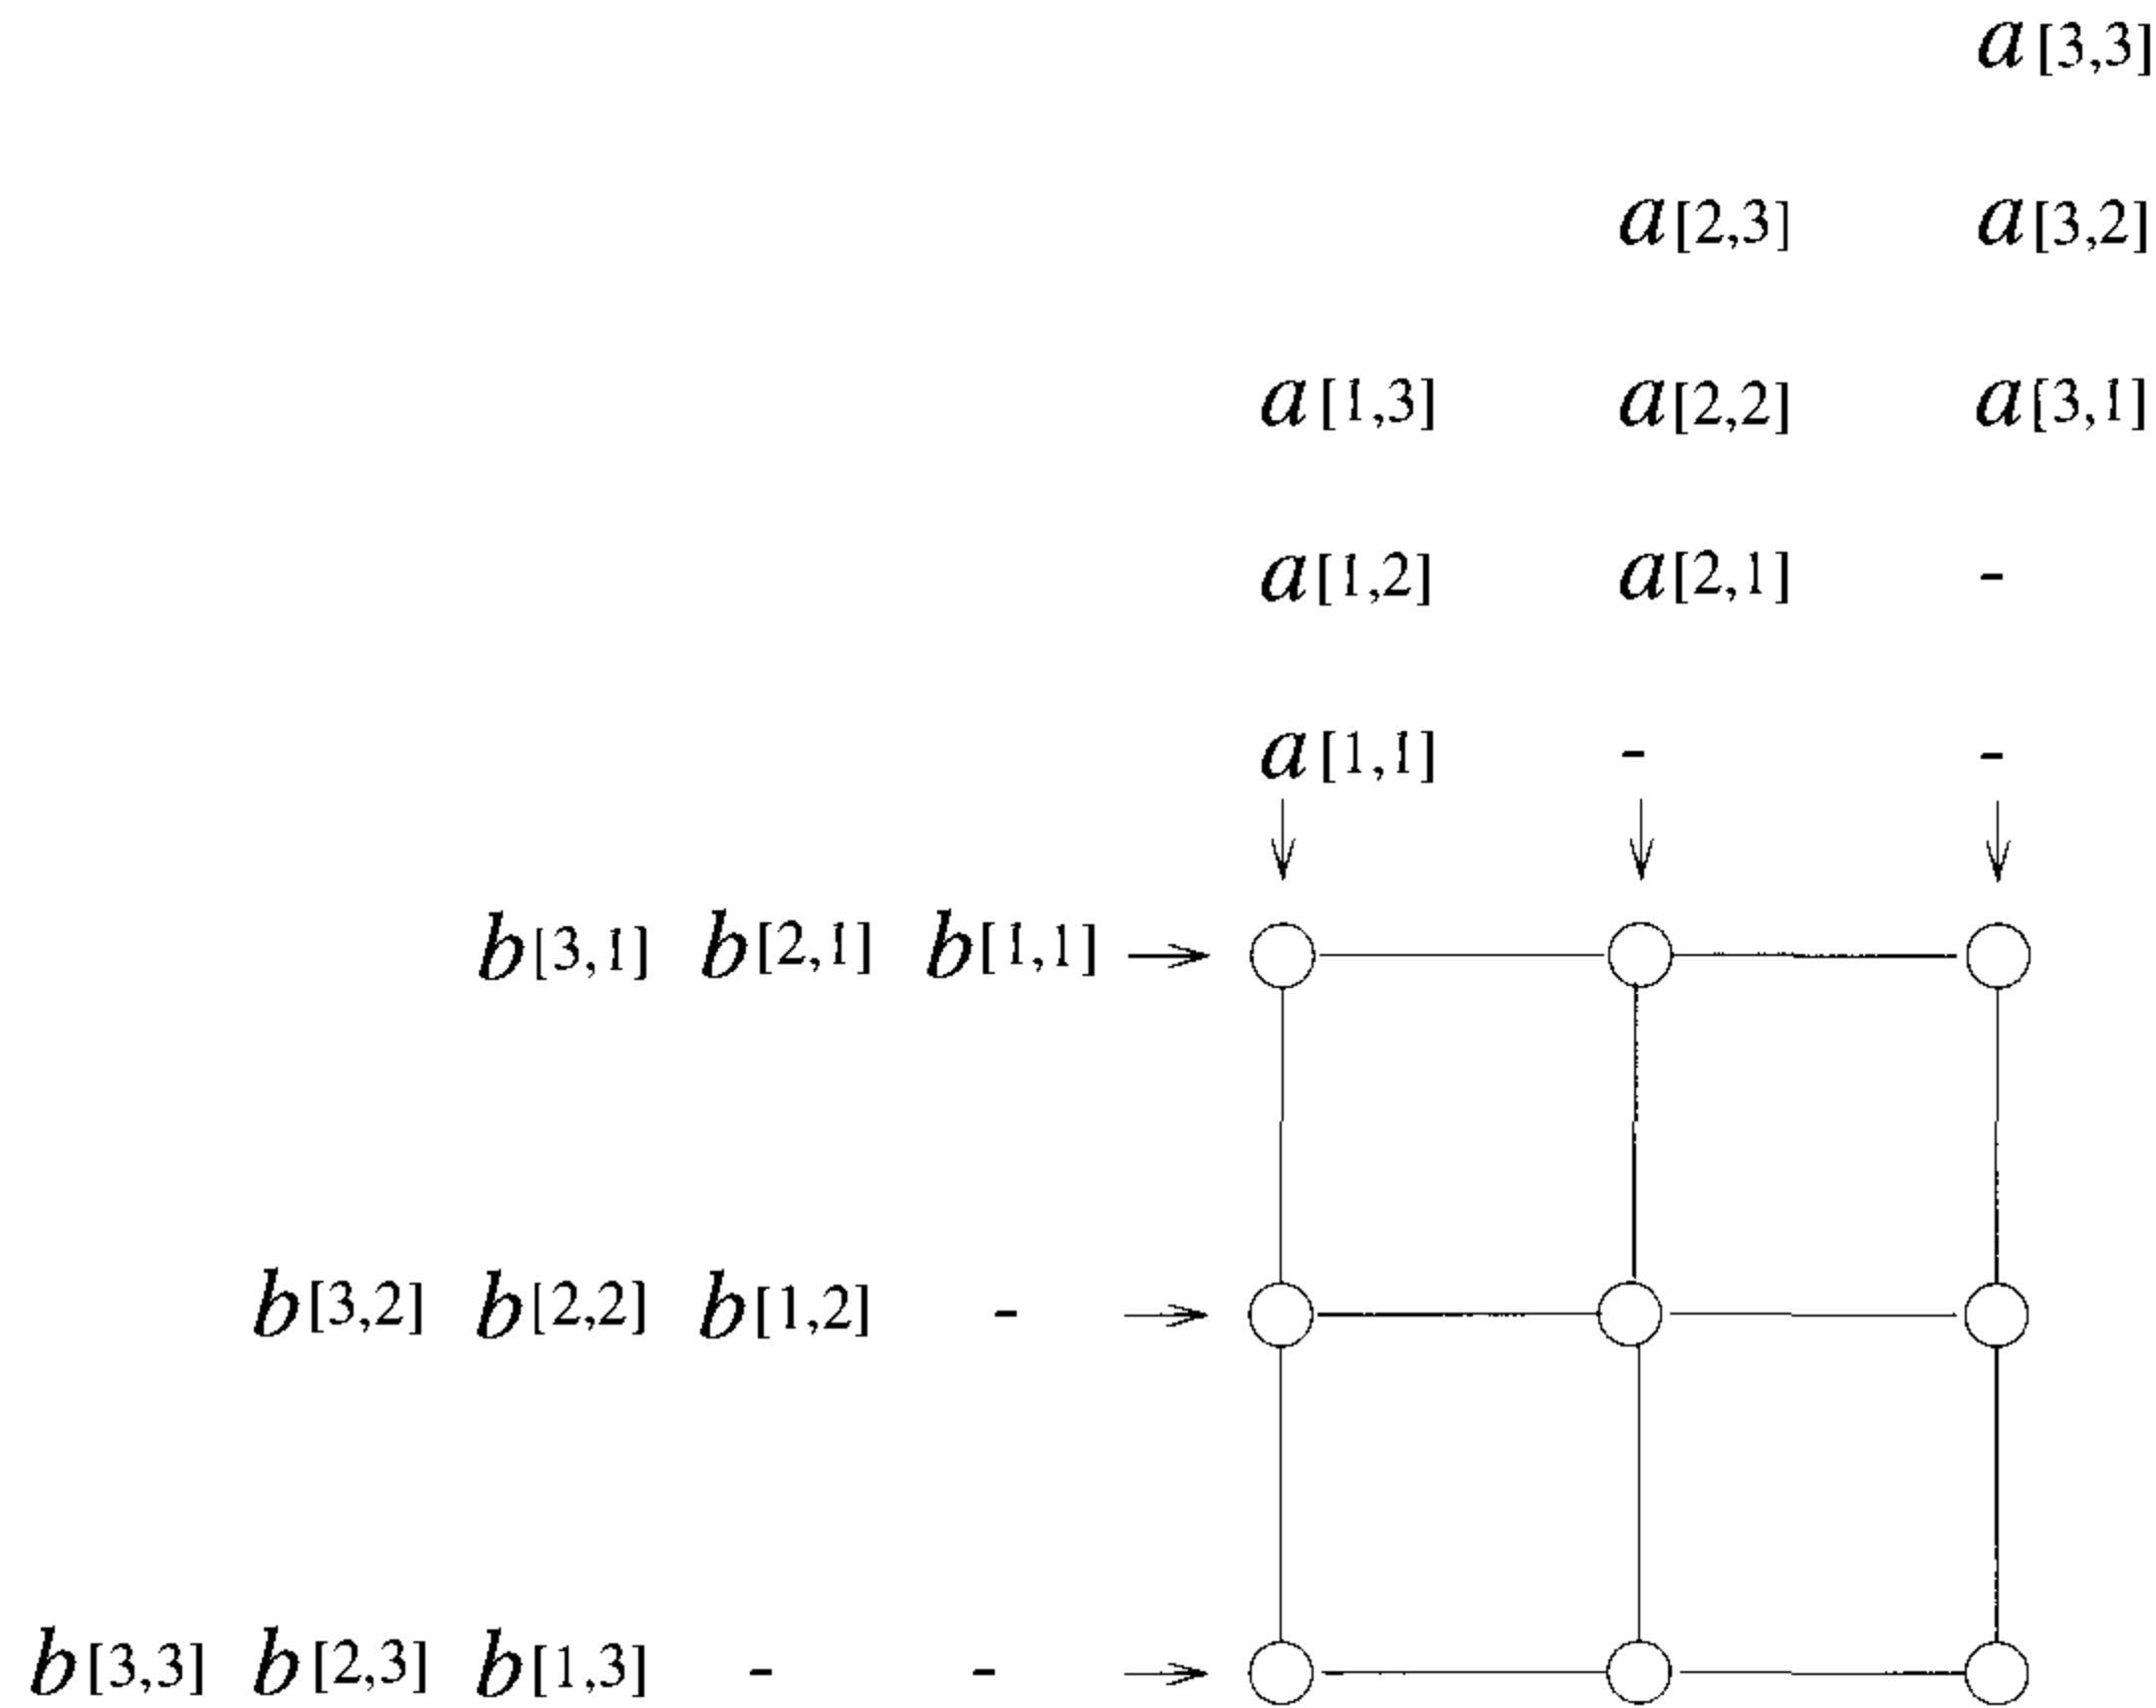 a[3,3]
a[2,3] a[3,2]
a[1,3] a[2,2] a[3,1]
a[1,2] a[2,1] -
a[1,1] - -
b[3,1] b[2,1] b[1,1]
b[3,2] b[2,2] b[1,2] -
b[3,3] b[2,3] b[1,3] - -